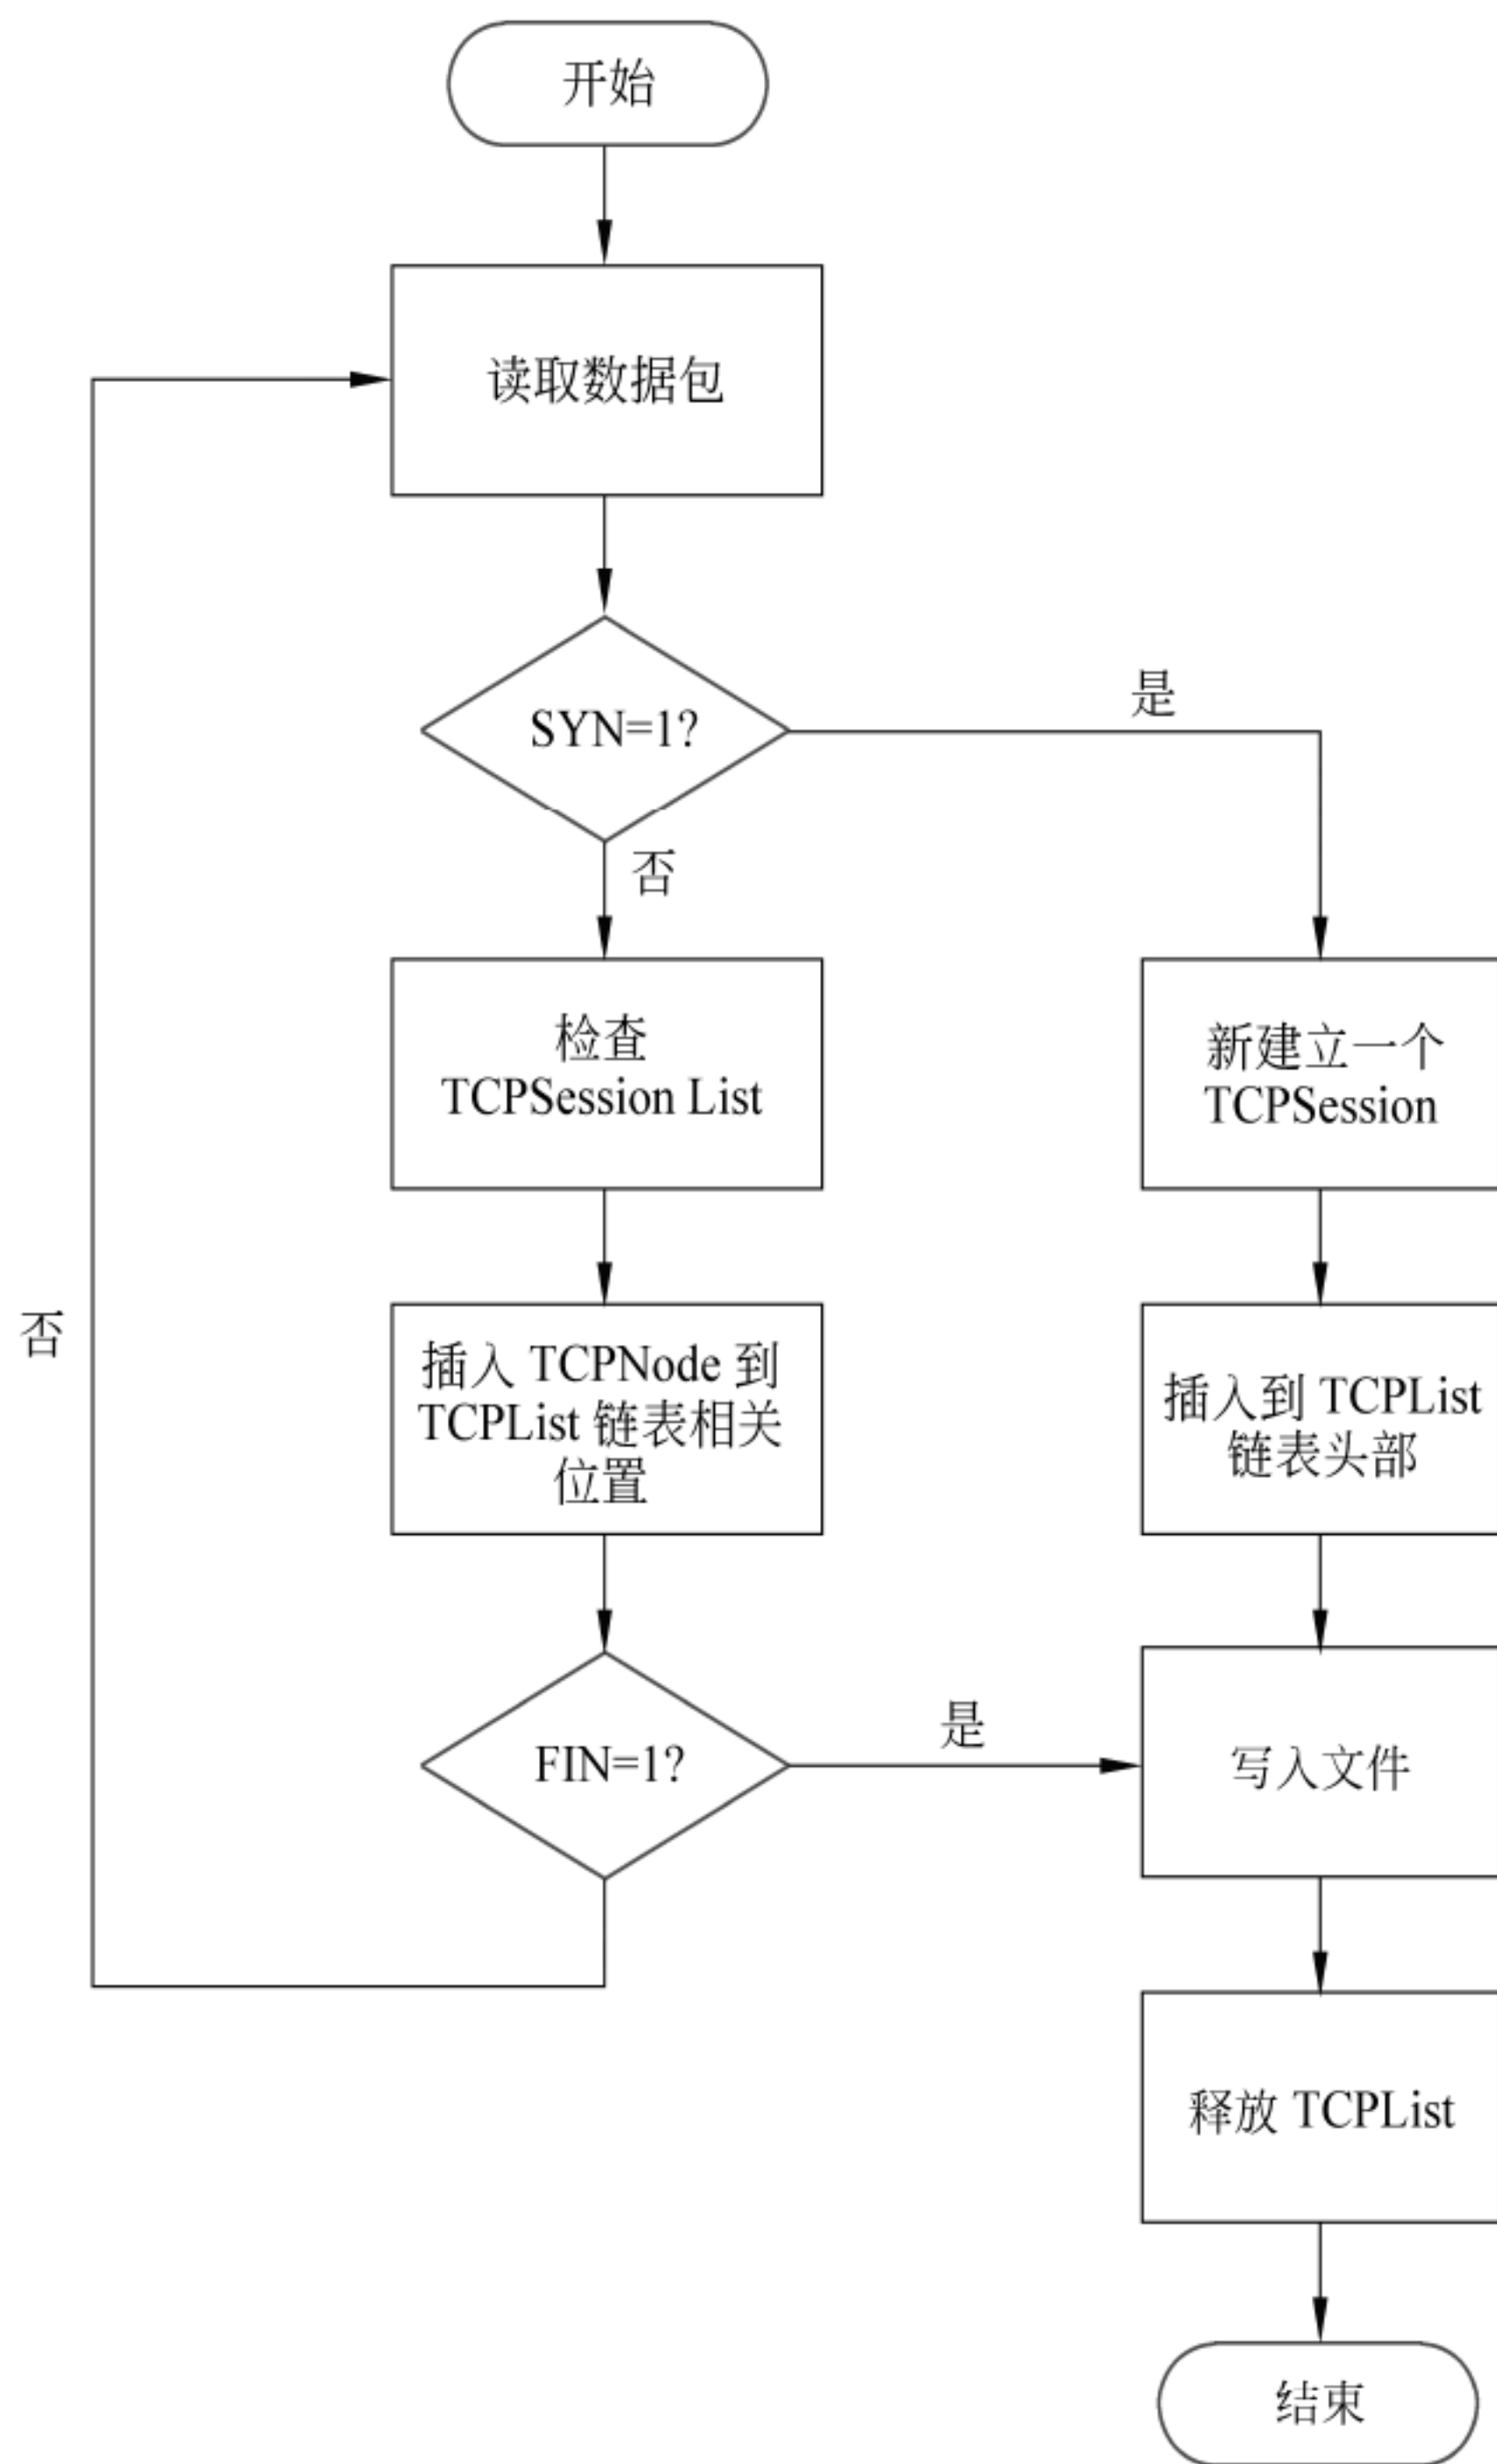 开始
读取数据包
SYN=1?
是
否
检查
TCPSession List
新建立一个
TCPSession
否
插入 TCPNode 到
TCPList 链表相关
位置
插入到 TCPList
链表头部
FIN=1?
是
写入文件
释放 TCPList
结束